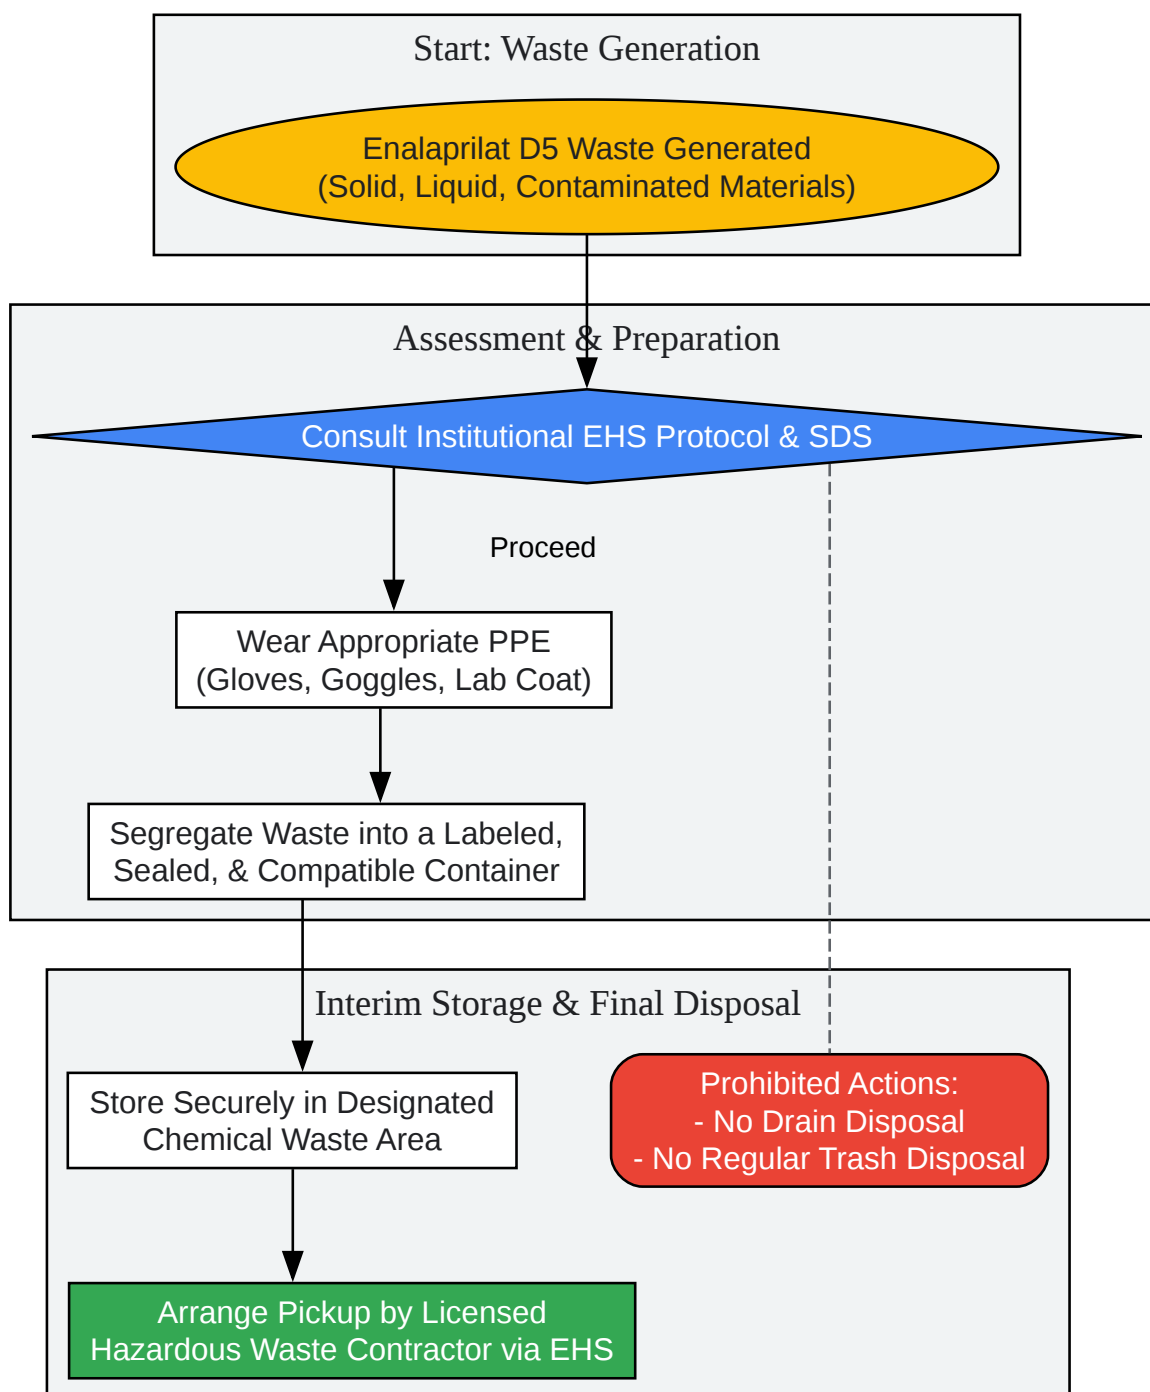 Start: Waste Generation
Enalaprilat D5 Waste Generated
(Solid, Liquid, Contaminated Materials)
Assessment & Preparation
Consult Institutional EHS Protocol & SDS
Proceed
Wear Appropriate PPE
(Gloves, Goggles, Lab Coat)
Segregate Waste into a Labeled,
Sealed, & Compatible Container
Interim Storage & Final Disposal
Store Securely in Designated
Chemical Waste Area
Prohibited Actions:
- No Drain Disposal
- No Regular Trash Disposal
Arrange Pickup by Licensed
Hazardous Waste Contractor via EHS